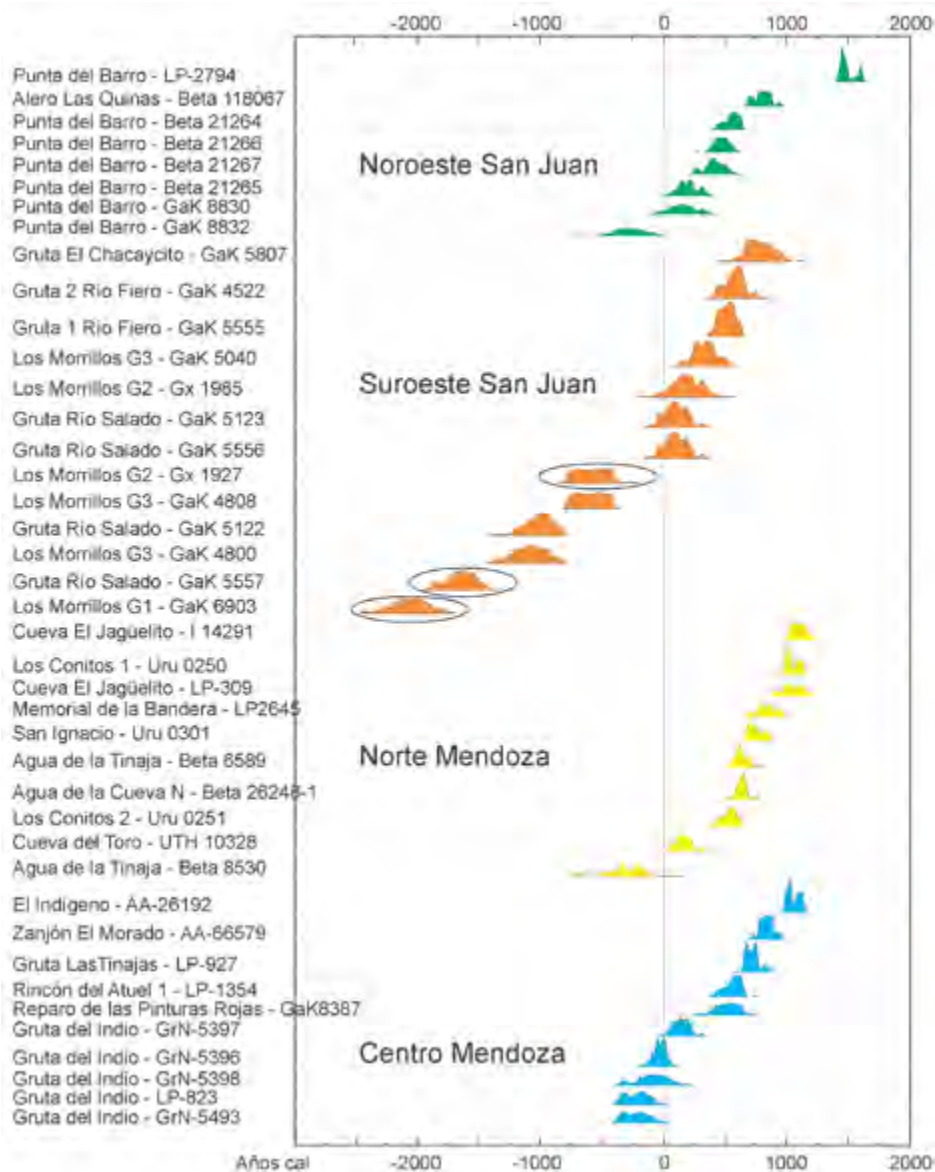 -2000 -1000 0 1000 2000
Punta del Barro - LP-2794
Alero Las Quinas - Beta 118067
Punta del Barro - Beta 21264
Punta del Barro - Beta 21266
Punta del Barro - Beta 21267
Punta del Barro - Beta 21265
Punta del Barro - GaK 8830
Punta del Barro - GaK 8832
Noroeste San Juan
Gruta El Chacaycito - GaK 5807
Gruta 2 Río Fiero - GaK 4522
Gruta 1 Río Fiero - GaK 5555
Los Morrillos G3 - GaK 5040
Los Morrillos G2 - Gx 1965
Gruta Río Salado - GaK 5123
Gruta Río Salado - GaK 5556
Los Morrillos G2 - Gx 1927
Los Morrillos G3 - GaK 4808
Gruta Río Salado - GaK 5122
Los Morrillos G3 - GaK 4800
Gruta Río Salado - GaK 5557
Los Morrillos G1 - GaK 6903
Suroeste San Juan
Cueva El Jagüelito - I 14291
Los Conitos 1 - Uru 0250
Cueva El Jagüelito - LP-309
Memorial de la Bandera - LP2645
San Ignacio - Uru 0301
Agua de la Tinaja - Beta 6589
Agua de la Cueva N - Beta 26248-1
Los Conitos 2 - Uru 0251
Cueva del Toro - UTH 10328
Agua de la Tinaja - Beta 8530
Norte Mendoza
El Indígeno - AA-26192
Zanjón El Morado - AA-66579
Gruta LasTinajas - LP-927
Rincón del Atuel 1 - LP-1354
Reparo de las Pinturas Rojas - GaK8387
Gruta del Indio - GrN-5397
Gruta del Indio - GrN-5396
Gruta del Indio - GrN-5398
Gruta del Indio - LP-823
Gruta del Indio - GrN-5493
Centro Mendoza
Años cal -2000 -1000 0 1000 2000